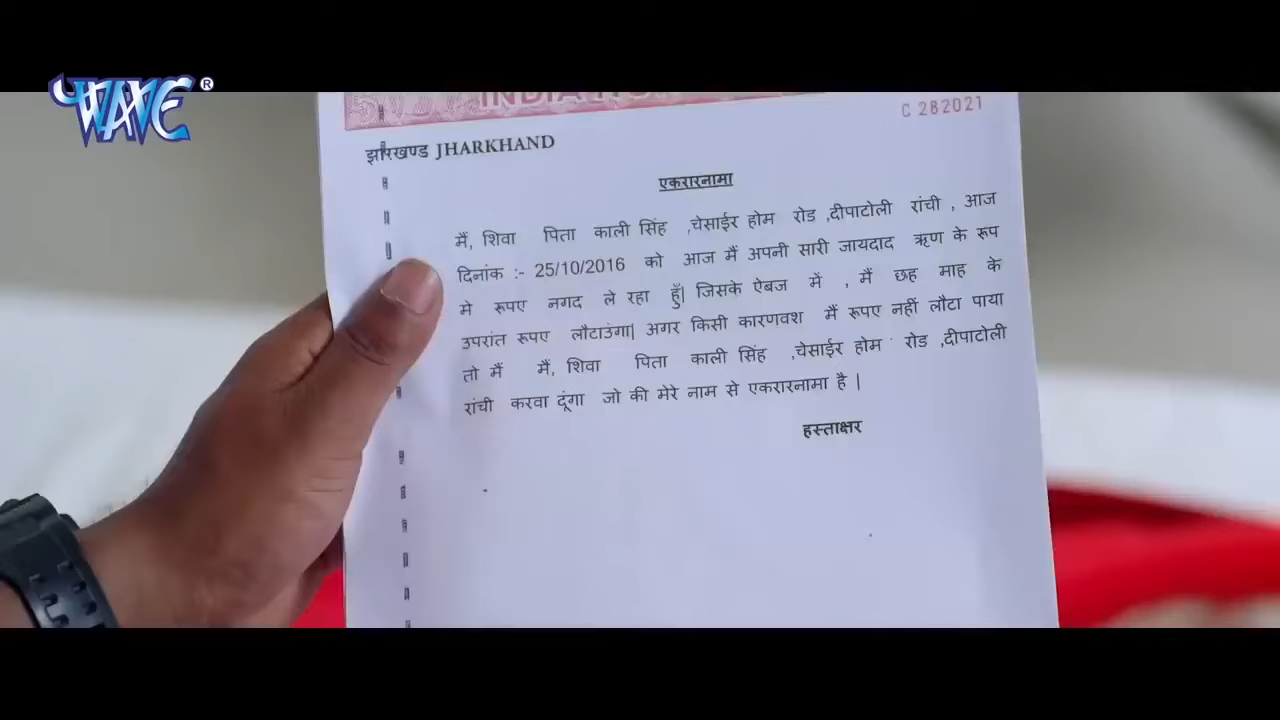 WAVE®
INDIA
C 282021
झारखण्ड JHARKHAND
एकरारनामा
मैं, शिवा पिता काली सिंह ,चेसाईर होम रोड ,दीपाटोली रांची , आज
दिनांक :- 25/10/2016 को आज मैं अपनी सारी जायदाद ऋण के रूप
मे रूपए नगद ले रहा हूँ| जिसके ऐबज में , मैं छह माह के
उपरांत रूपए लौटाउंगा| अगर किसी कारणवश मैं रूपए नहीं लौटा पाया
तो मैं मैं, शिवा पिता काली सिंह ,चेसाईर होम रोड ,दीपाटोली
रांची करवा दूंगा जो की मेरे नाम से एकरारनामा है |
हस्ताक्षर